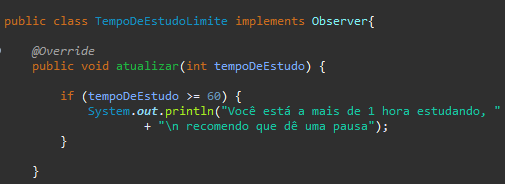 public class TempoDeEstudoLimite implements Observer{
@Override
public void atualizar(int tempoDeEstudo) {
if (tempoDeEstudo >= 60) {
System.out.println("Você está a mais de 1 hora estudando, "
+ "\n recomendo que dê uma pausa");
}
}